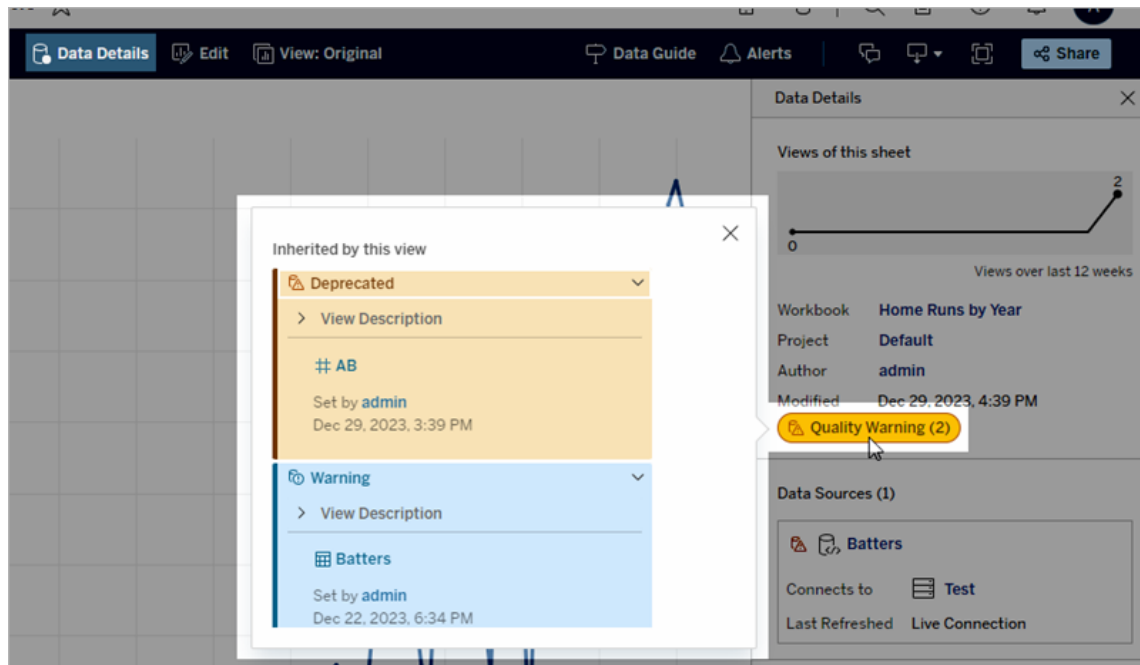 Data Details
Edit
View: Original
Data Guide
Alerts
Share
Data Details
Views of this sheet
2
0
Views over last 12 weeks
Workbook Home Runs by Year
Project Default
Author admin
Modified Dec 29, 2023, 4:39 PM
Quality Warning (2)
Data Sources (1)
Batters
Connects to Test
Last Refreshed Live Connection
Inherited by this view
Deprecated
View Description
AB
Set by admin
Dec 29, 2023, 3:39 PM
Warning
View Description
Batters
Set by admin
Dec 22, 2023, 6:34 PM